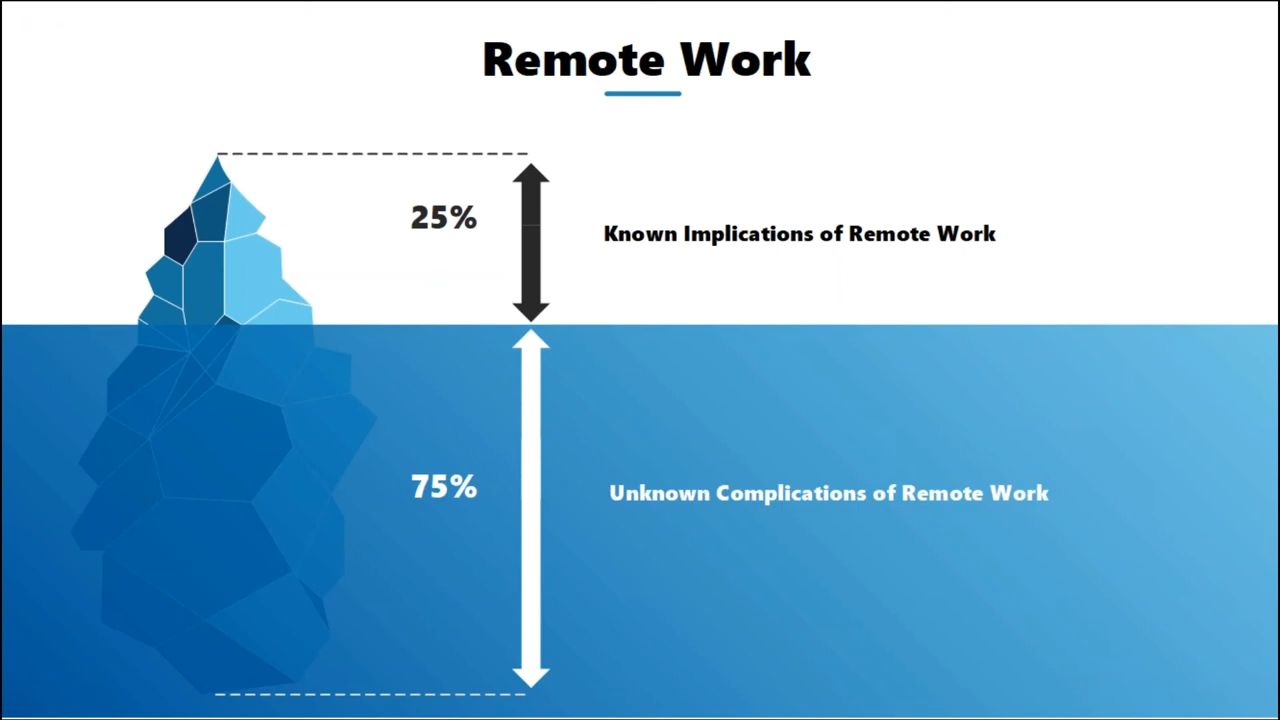 Remote Work
25%
Known Implications of Remote Work
75%
Unknown Complications of Remote Work